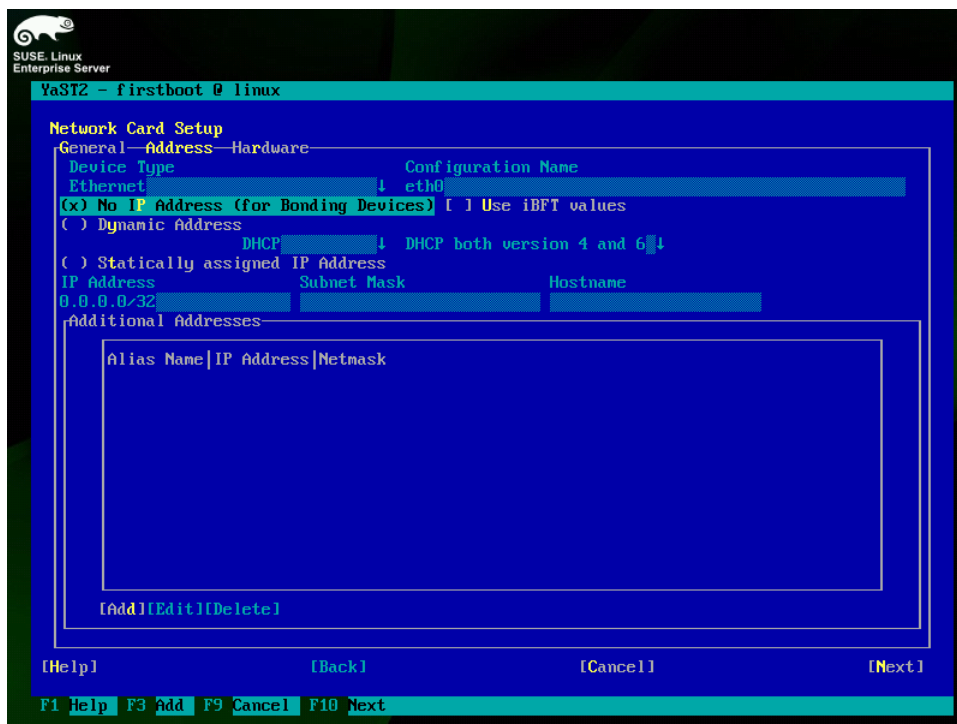 SUSE. Linux
Enterprise Server
YaST2 - firstboot @ linux
Network Card Setup
General—Address—Hardware
Device Type Configuration Name
Ethernet ↓ eth0
(x) No IP Address (for Bonding Devices) [ ] Use iBFT values
( ) Dynamic Address
DHCP ↓ DHCP both version 4 and 6 ↓
( ) Statically assigned IP Address
IP Address Subnet Mask Hostname
0.0.0.0/32
Additional Addresses
Alias Name|IP Address|Netmask
[Add][Edit][Delete]
[Help] [Back] [Cancel] [Next]
F1 Help F3 Add F9 Cancel F10 Next